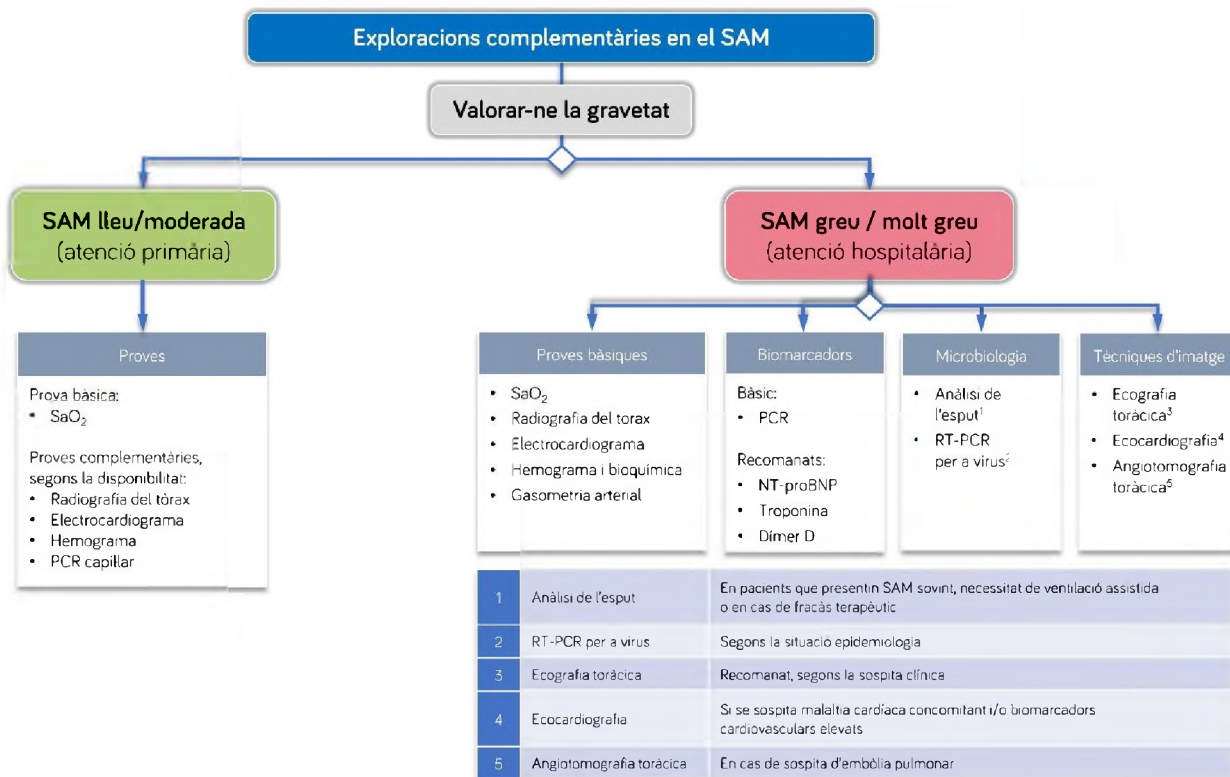 Exploracions complementàries en el SAM
Valorar-ne la gravetat
SAM lleu/moderada
(atenció primària)
SAM greu / molt greu
(atenció hospitalària)
Proves
Prova bàsica:
• SaO₂
Proves complementàries,
segons la disponibilitat:
• Radiografia del tòrax
• Electrocardiograma
• Hemograma
• PCR capil·lar
Proves bàsiques
• SaO₂
• Radiografia del tòrax
• Electrocardiograma
• Hemograma i bioquímica
• Gasometria arterial
Biomarcadors
Bàsic:
• PCR
Recomanats:
• NT-proBNP
• Troponina
• Dímer D
Microbiologia
• Anàlisi de
l'esput¹
• RT-PCR
per a virus²
Tècniques d'imatge
• Ecografia
toràcica³
• Ecocardiografia⁴
• Angiotomografia
toràcica⁵
1 Anàlisi de l'esput En pacients que presentin SAM sovint, necessitat de ventilació assistida
o en cas de fracàs terapèutic
2 RT-PCR per a virus Segons la situació epidemiologia
3 Ecografia toràcica Recomanat, segons la sospita clínica
4 Ecocardiografia Si se sospita malaltia cardíaca concomitant i/o biomarcadors
cardiovasculars elevats
5 Angiotomografia toràcica En cas de sospita d'embòlia pulmonar